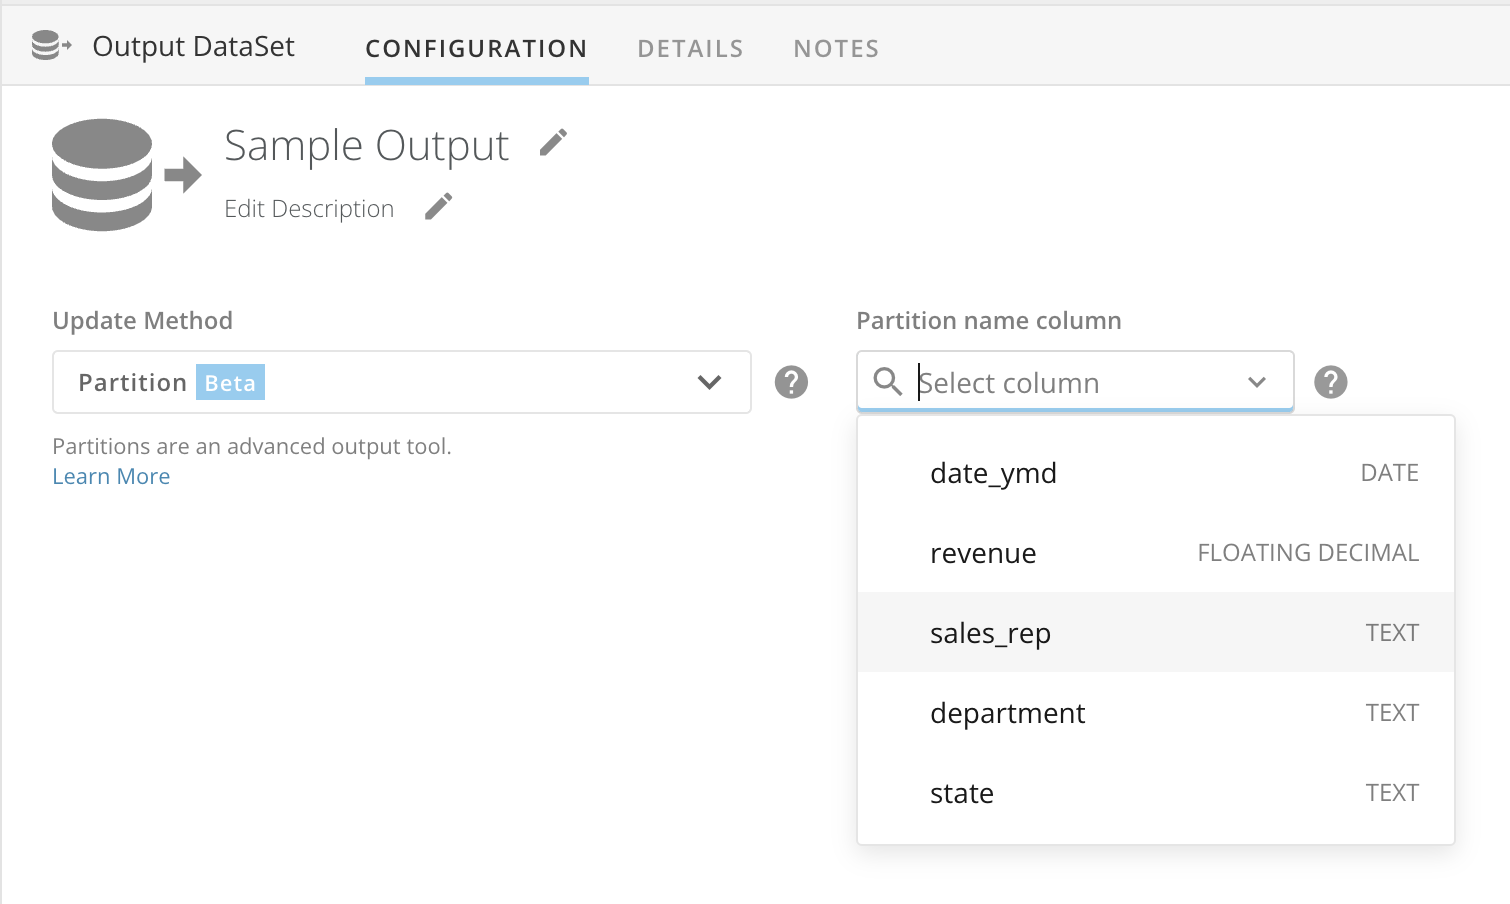 Output DataSet CONFIGURATION DETAILS NOTES
Sample Output
Edit Description
Update Method
Partition Beta
Partitions are an advanced output tool.
Learn More
Partition name column
Select column
date_ymd DATE
revenue FLOATING DECIMAL
sales_rep TEXT
department TEXT
state TEXT